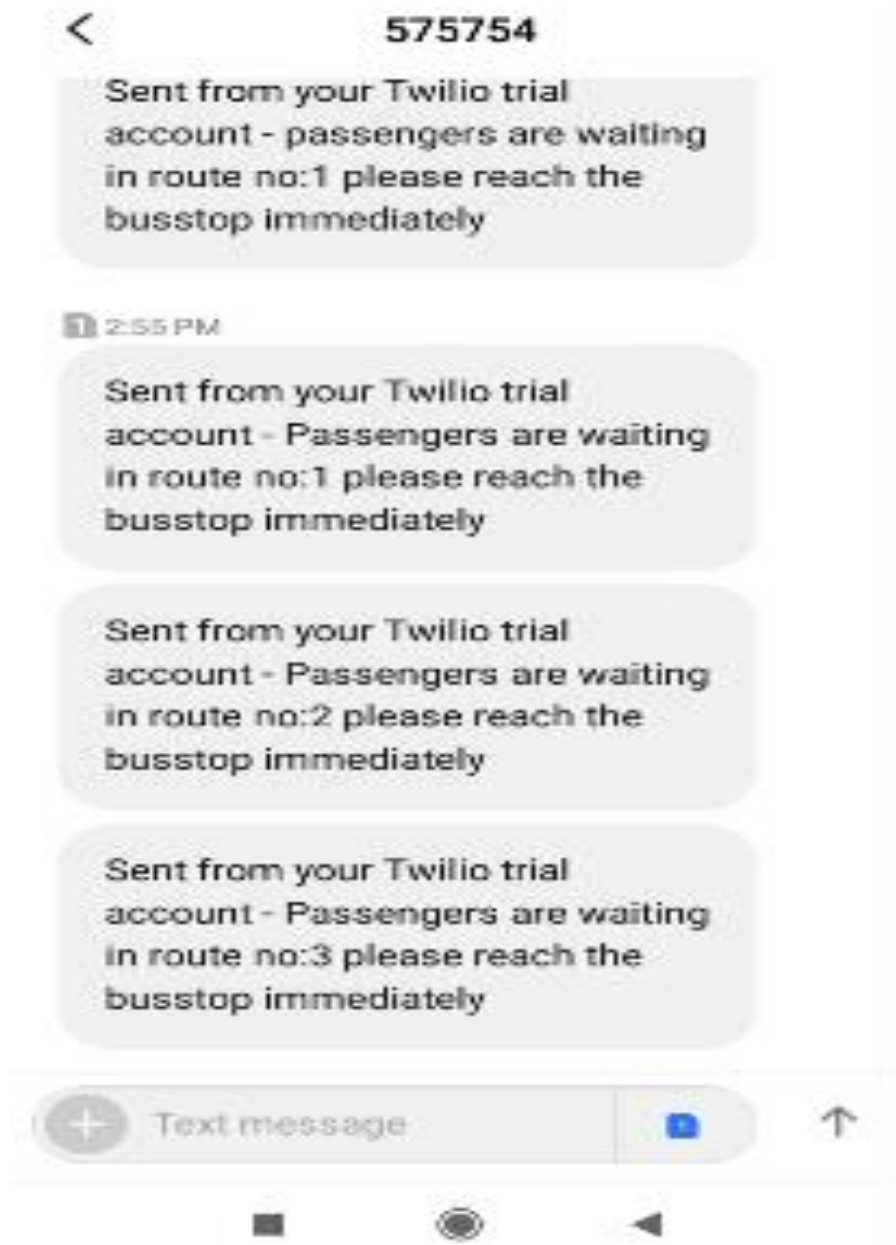 575754
Sent from your Twilio trial
account - passengers are waiting
in route no:1 please reach the
busstop immediately
1 2:55 PM
Sent from your Twilio trial
account - Passengers are waiting
in route no:1 please reach the
busstop immediately
Sent from your Twilio trial
account - Passengers are waiting
in route no:2 please reach the
busstop immediately
Sent from your Twilio trial
account - Passengers are waiting
in route no:3 please reach the
busstop immediately
Text message
1